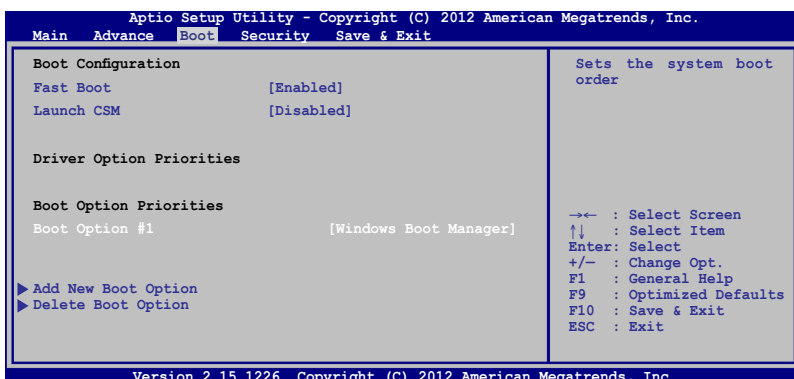 Aptio Setup Utility - Copyright (C) 2012 American Megatrends, Inc.
Main Advance Boot Security Save & Exit
Boot Configuration
Fast Boot [Enabled]
Launch CSM [Disabled]
Driver Option Priorities
Boot Option Priorities
Boot Option #1 [Windows Boot Manager]
Add New Boot Option
Delete Boot Option
Sets the system boot
order
→← : Select Screen
↑↓ : Select Item
Enter: Select
+/— : Change Opt.
F1 : General Help
F9 : Optimized Defaults
F10 : Save & Exit
ESC : Exit
Version 2.15.1226. Copyright (C) 2012 American Megatrends, Inc.